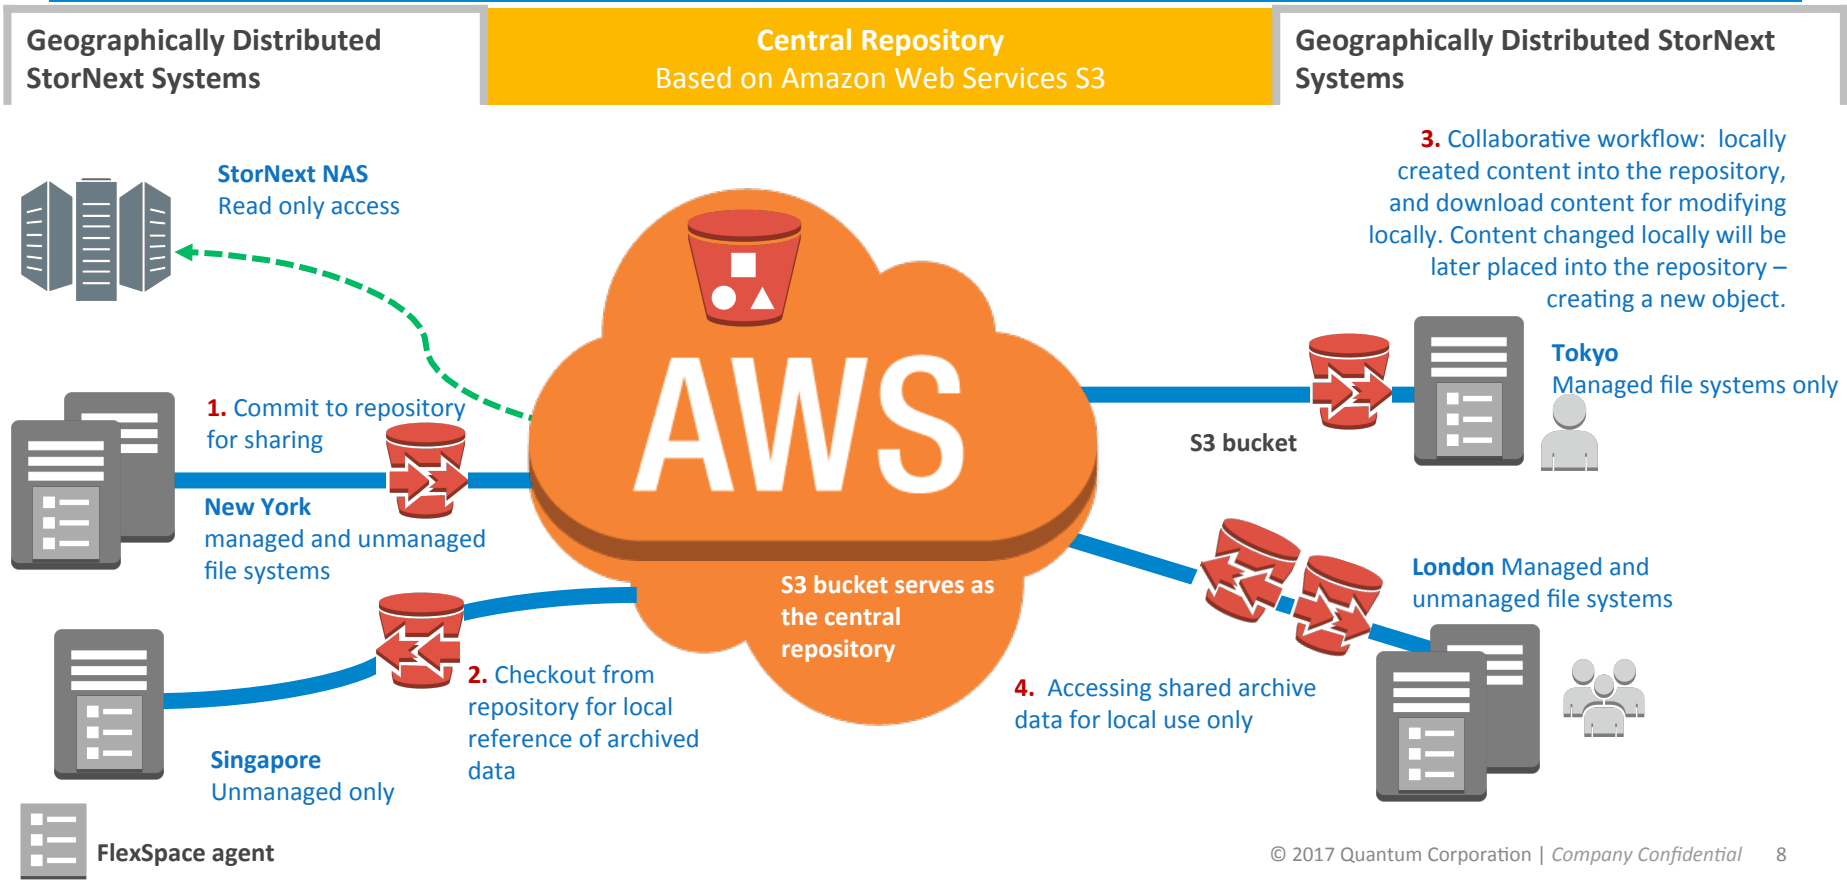 Geographically Distributed
StorNext Systems
Central Repository
Based on Amazon Web Services S3
Geographically Distributed StorNext
Systems
StorNext NAS
Read only access
3. Collaborative workflow:  locally
created content into the repository,
and download content for modifying
locally. Content changed locally will be
later placed into the repository –
creating a new object.
AWS
Tokyo
Managed file systems only
1. Commit to repository
for sharing
S3 bucket
New York
managed and unmanaged
file systems
London Managed and
unmanaged file systems
S3 bucket serves as
the central
repository
2. Checkout from
repository for local
reference of archived
data
4.  Accessing shared archive
data for local use only
Singapore
Unmanaged only
FlexSpace agent
© 2017 Quantum Corporation | Company Confidential 8